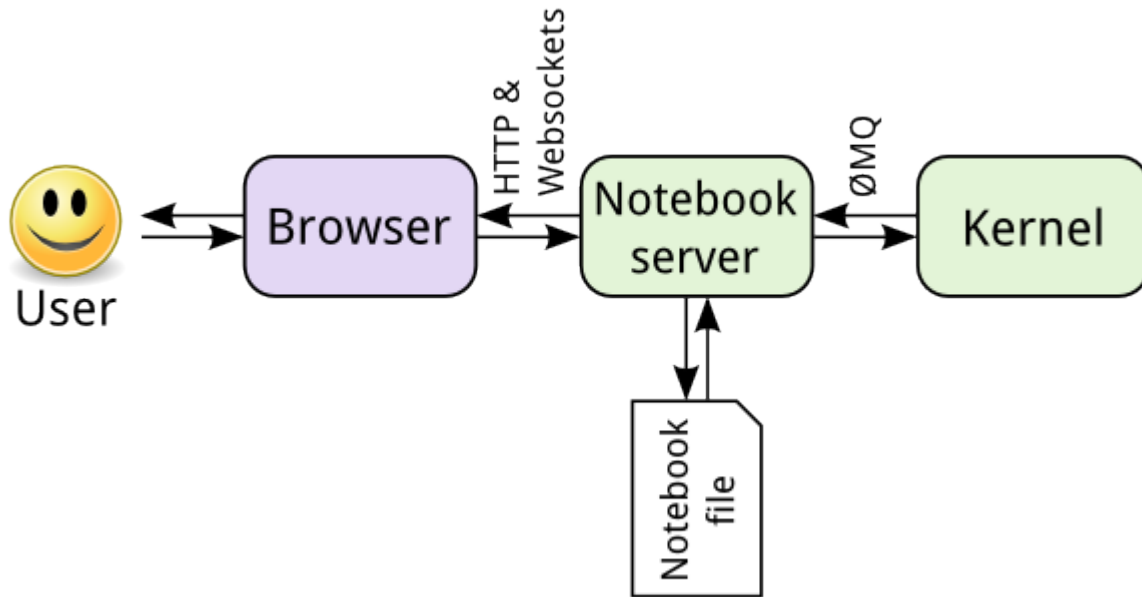 User
Browser
HTTP &
Websockets
Notebook
server
ØMQ
Kernel
Notebook
file